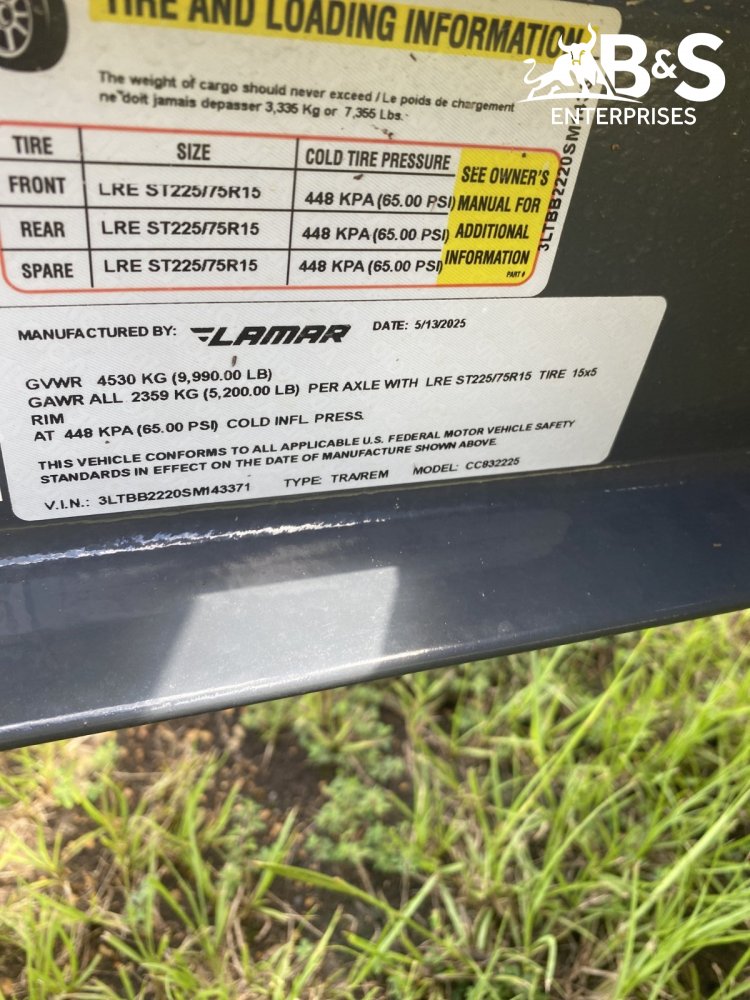 TIRE AND LOADING INFORMATION
B&S
ENTERPRISES
The weight of cargo should never exceed / Le poids de chargement
ne doit jamais depasser 3,335 Kg or 7,355 Lbs.
TIRE SIZE COLD TIRE PRESSURE
FRONT LRE ST225/75R15 448 KPA (65.00 PSI)
REAR LRE ST225/75R15 448 KPA (65.00 PSI)
SPARE LRE ST225/75R15 448 KPA (65.00 PSI)
SEE OWNER'S
MANUAL FOR
ADDITIONAL
INFORMATION
PART #
3LTBB2220SM
MANUFACTURED BY: LAMAR DATE: 5/13/2025
GVWR 4530 KG (9,990.00 LB)
GAWR ALL 2359 KG (5,200.00 LB) PER AXLE WITH LRE ST225/75R15 TIRE 15x5
RIM
AT 448 KPA (65.00 PSI) COLD INFL. PRESS.
THIS VEHICLE CONFORMS TO ALL APPLICABLE U.S. FEDERAL MOTOR VEHICLE SAFETY
STANDARDS IN EFFECT ON THE DATE OF MANUFACTURE SHOWN ABOVE.
V.I.N.: 3LTBB2220SM143371 TYPE: TRA/REM MODEL: CC832225